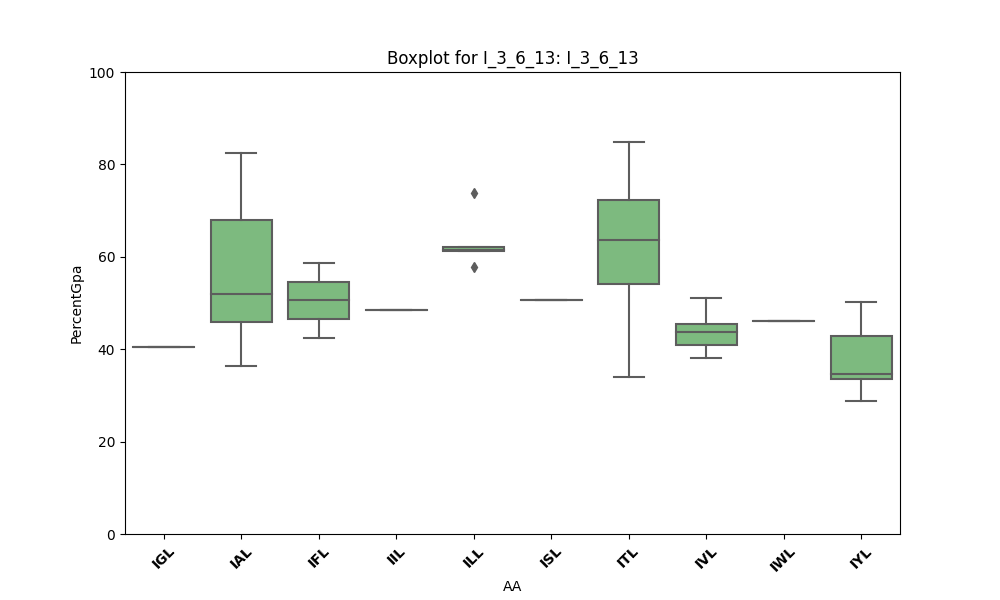 Boxplot for I_3_6_13: I_3_6_13
100
80
60
40
20
0
PercentGpa
IGL
IAL
IFL
IIL
ILL
ISL
ITL
IVL
IWL
IYL
AA